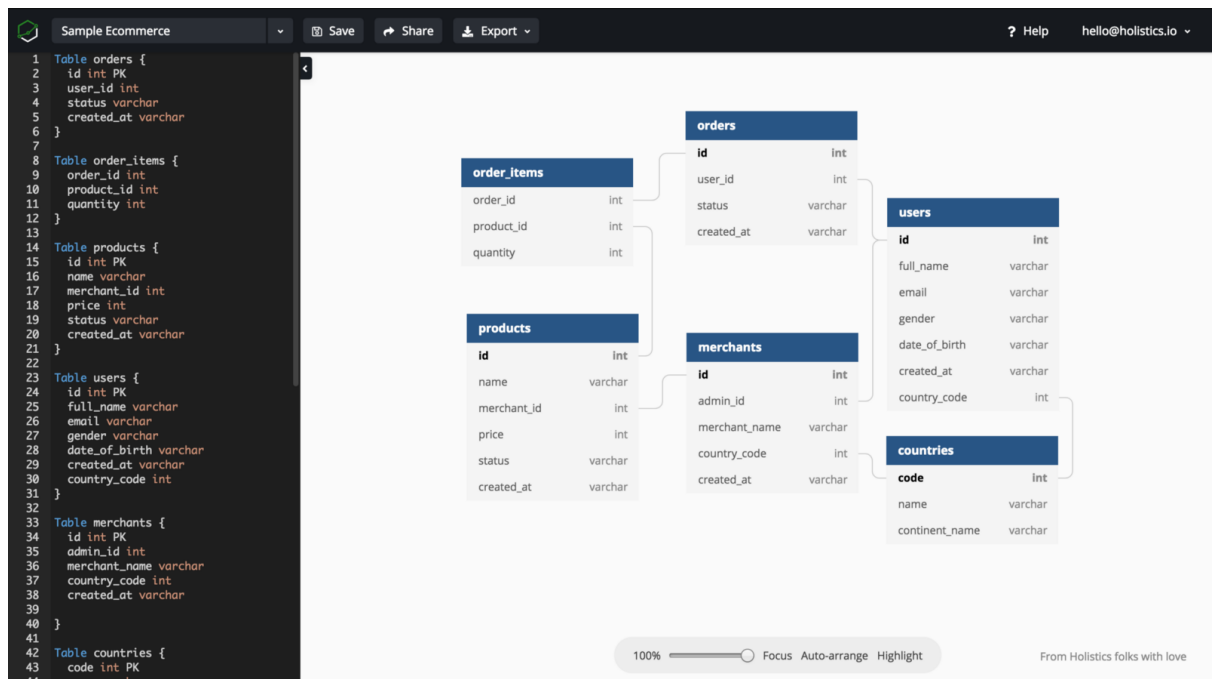 Sample Ecommerce
Save
Share
Export
? Help
hello@holistics.io
1 Table orders {
2 id int PK
3 user_id int
4 status varchar
5 created_at varchar
6 }
7
8 Table order_items {
9 order_id int
10 product_id int
11 quantity int
12 }
13
14 Table products {
15 id int PK
16 name varchar
17 merchant_id int
18 price int
19 status varchar
20 created_at varchar
21 }
22
23 Table users {
24 id int PK
25 full_name varchar
26 email varchar
27 gender varchar
28 date_of_birth varchar
29 created_at varchar
30 country_code int
31 }
32
33 Table merchants {
34 id int PK
35 admin_id int
36 merchant_name varchar
37 country_code int
38 created_at varchar
39
40 }
41
42 Table countries {
43 code int PK
orders
id int
user_id int
status varchar
created_at varchar
order_items
order_id int
product_id int
quantity int
users
id int
full_name varchar
email varchar
gender varchar
date_of_birth varchar
created_at varchar
country_code int
products
id int
name varchar
merchant_id int
price int
status varchar
created_at varchar
merchants
id int
admin_id int
merchant_name varchar
country_code int
created_at varchar
countries
code int
name varchar
continent_name varchar
100% Focus Auto-arrange Highlight
From Holistics folks with love